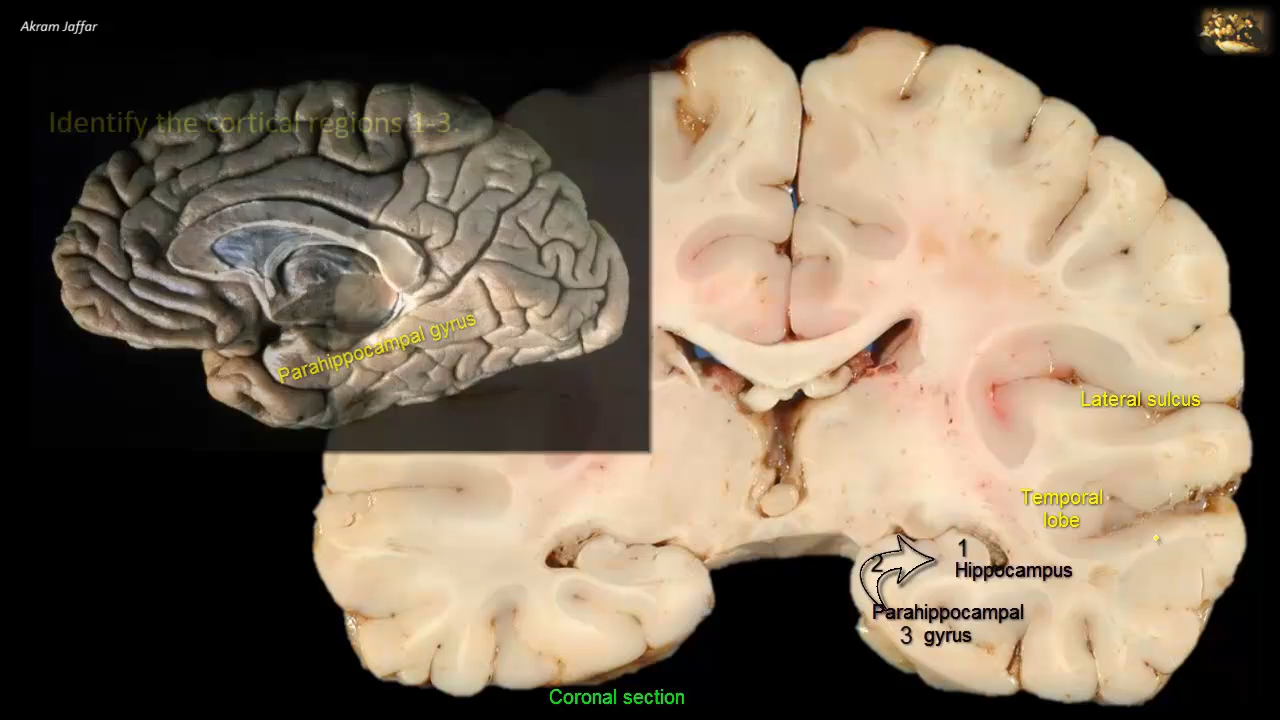 Akram Jaffar
Identify the cortical regions 1-3.
Parahippocampal gyrus
Lateral sulcus
Temporal
lobe
1
Hippocampus
2
Parahippocampal
3 gyrus
Coronal section